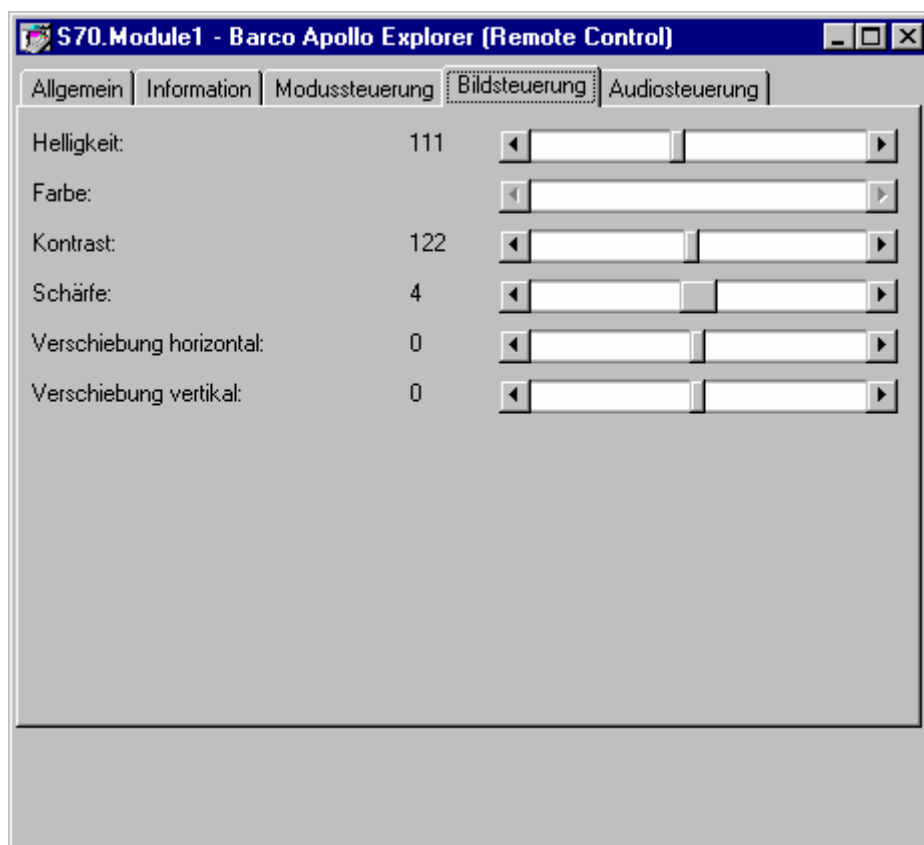 S70.Module1 - Barco Apollo Explorer (Remote Control)
Allgemein Information Modussteuerung Bildsteuerung Audiosteuerung
Helligkeit: 111
Farbe:
Kontrast: 122
Schärfe: 4
Verschiebung horizontal: 0
Verschiebung vertikal: 0